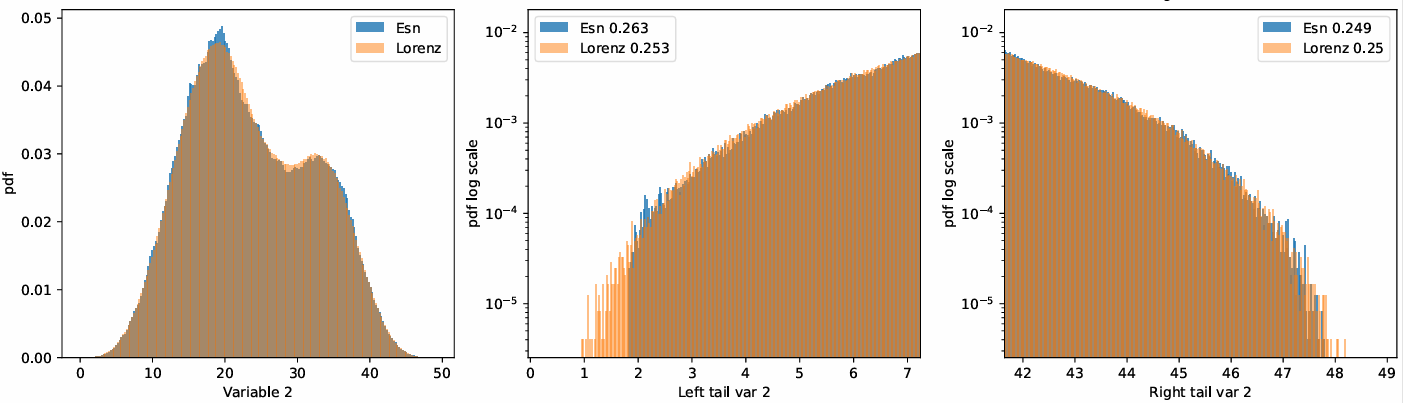 0.05
0.04
0.03
0.02
0.01
0.00
pdf
0 10 20 30 40 50
Variable 2
Esn
Lorenz
10⁻²
10⁻³
10⁻⁴
10⁻⁵
pdf log scale
0 1 2 3 4 5 6 7
Left tail var 2
Esn 0.263
Lorenz 0.253
10⁻²
10⁻³
10⁻⁴
10⁻⁵
pdf log scale
42 43 44 45 46 47 48 49
Right tail var 2
Esn 0.249
Lorenz 0.25